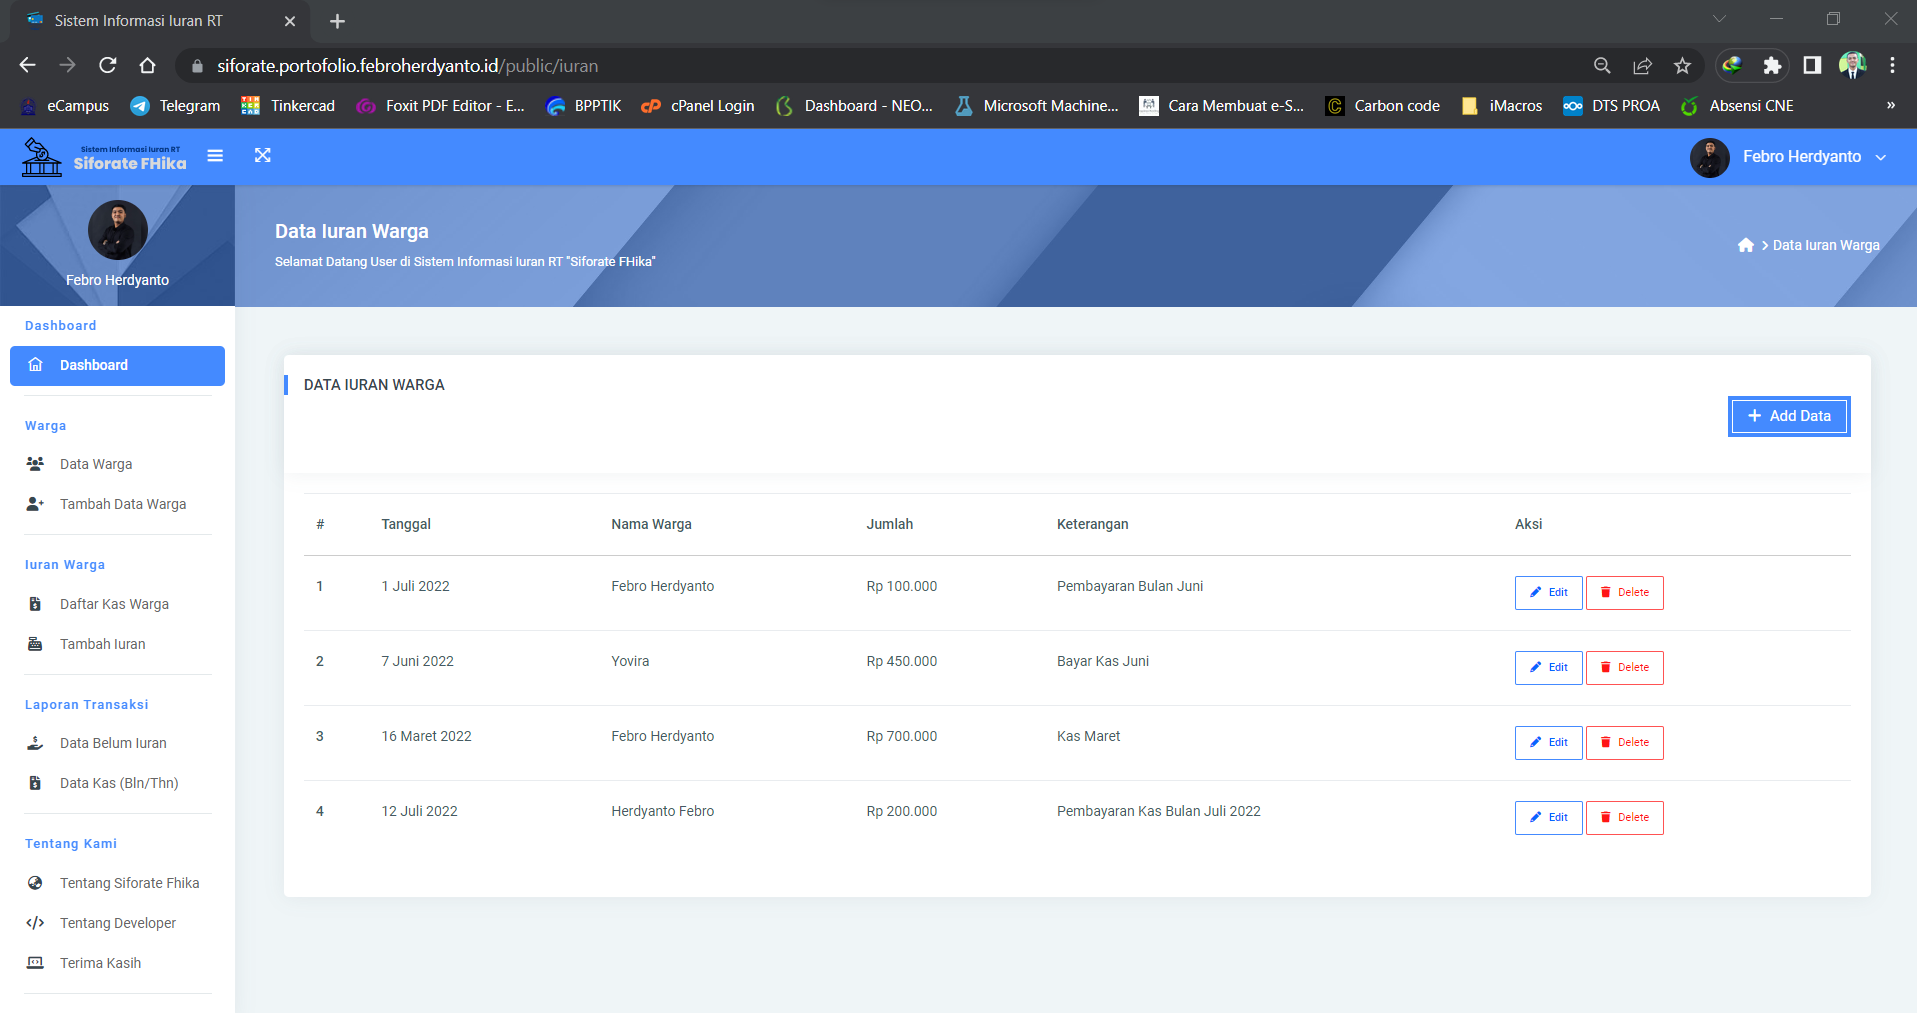 Sistem Informasi Iuran RT
siforate.portofolio.febroherdyanto.id/public/iuran
eCampus Telegram Tinkercad Foxit PDF Editor - E... BPPTIK cPanel Login Dashboard - NEO... Microsoft Machine... Cara Membuat e-S... Carbon code iMacros DTS PROA Absensi CNE »
Sistem Informasi Iuran RT
Siforate FHika
Febro Herdyanto
Febro Herdyanto
Data Iuran Warga
Selamat Datang User di Sistem Informasi Iuran RT "Siforate FHika"
Data Iuran Warga
Dashboard
Dashboard
Warga
Data Warga
Tambah Data Warga
Iuran Warga
Daftar Kas Warga
Tambah Iuran
Laporan Transaksi
Data Belum Iuran
Data Kas (Bln/Thn)
Tentang Kami
Tentang Siforate Fhika
Tentang Developer
Terima Kasih
DATA IURAN WARGA
+ Add Data
# Tanggal Nama Warga Jumlah Keterangan Aksi
1 1 Juli 2022 Febro Herdyanto Rp 100.000 Pembayaran Bulan Juni Edit Delete
2 7 Juni 2022 Yovira Rp 450.000 Bayar Kas Juni Edit Delete
3 16 Maret 2022 Febro Herdyanto Rp 700.000 Kas Maret Edit Delete
4 12 Juli 2022 Herdyanto Febro Rp 200.000 Pembayaran Kas Bulan Juli 2022 Edit Delete